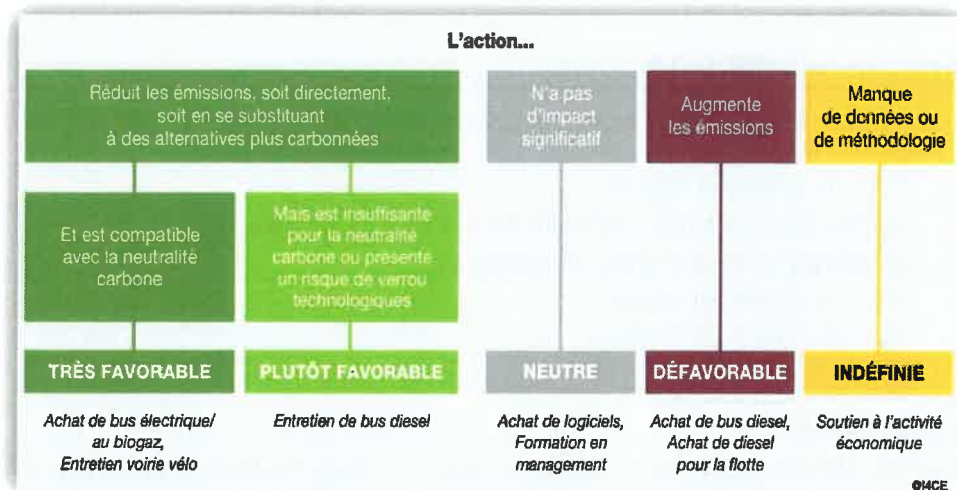 L'action...
Réduit les émissions, soit directement,
soit en se substituant
à des alternatives plus carbonnées
N'a pas
d'impact
significatif
Augmente
les émissions
Manque
de données ou
de méthodologie
Et est compatible
avec la neutralité
carbone
Mais est insuffisante
pour la neutralité
carbone ou présente
un risque de verrou
technologiques
TRÈS FAVORABLE
PLUTÔT FAVORABLE
NEUTRE
DÉFAVORABLE
INDÉFINIE
Achat de bus électrique/
au biogaz,
Entretien voirie vélo
Entretien de bus diesel
Achat de logiciels,
Formation en
management
Achat de bus diesel,
Achat de diesel
pour la flotte
Soutien à l'activité
économique
@I4CE